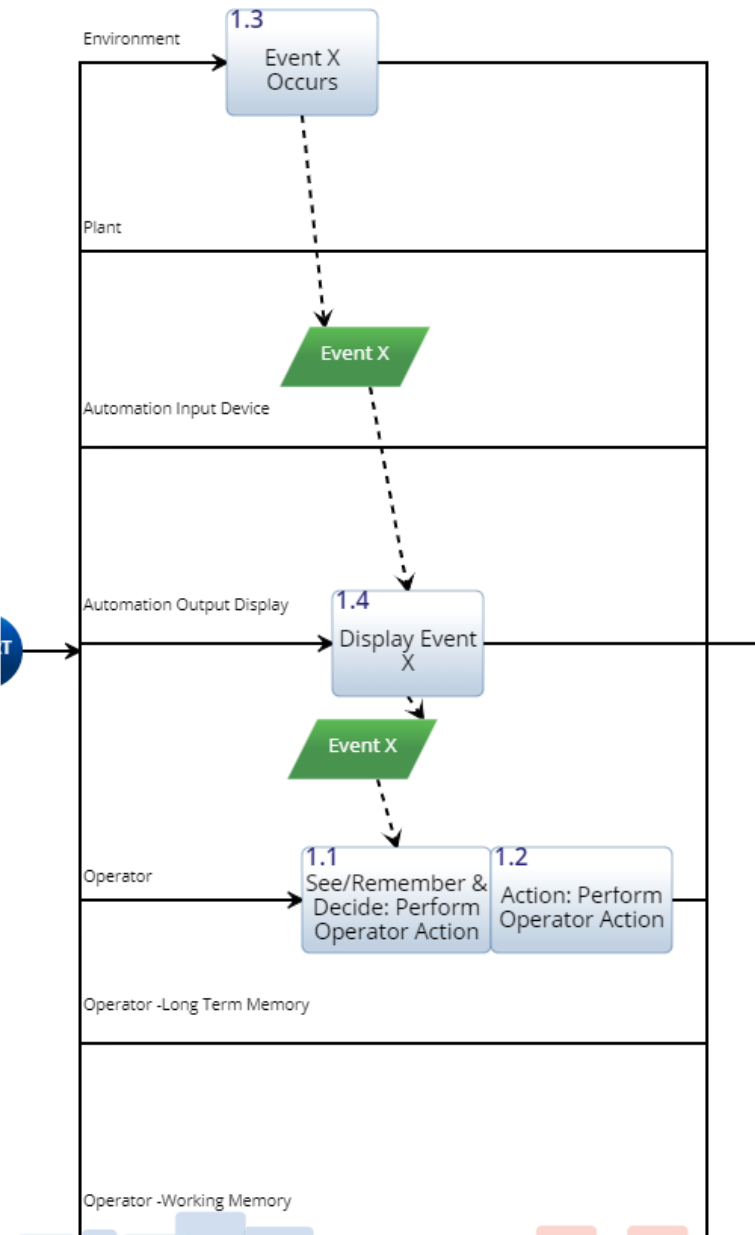 1.3
Environment
Event X
Occurs
Plant
Event X
Automation Input Device
1.4
Automation Output Display
Display Event
X
T
Event X
1.1
1.2
Operator
See/Remember &
Decide: Perform
Operator Action
Action: Perform
Operator Action
Operator -Long Term Memory
Operator -Working Memory